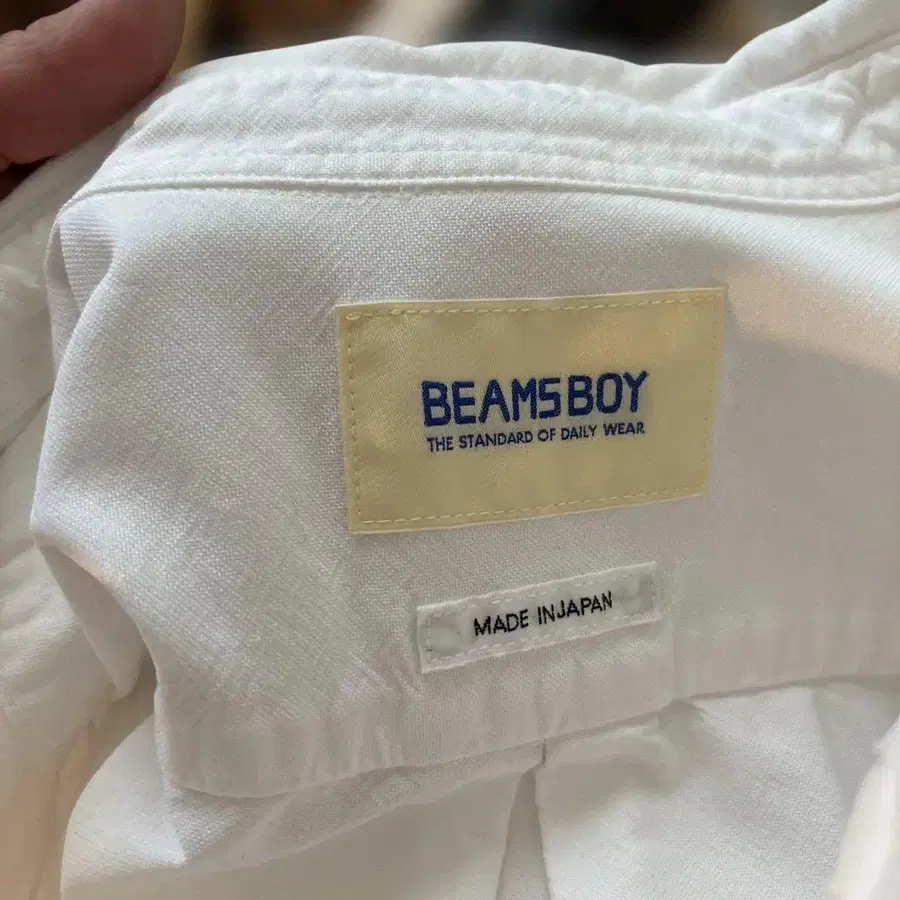 BEAMS BOY
THE STANDARD OF DAILY WEAR
MADE IN JAPAN